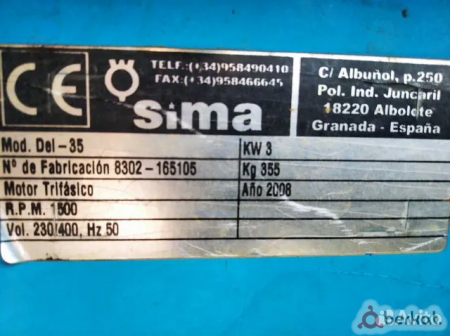 CE
TELF.:(+34)958490410
FAX:(+34)958466645
sima
C/ Albuñol, p.250
Pol. Ind. Juncaril
18220 Albolote
Granada - España
Mod. Del -35
KW 3
Nº de Fabricación 8302 -165105
Kg 355
Motor Trifásico
Año 2008
R.P.M. 1500
Vol. 230/400, Hz 50
berkat